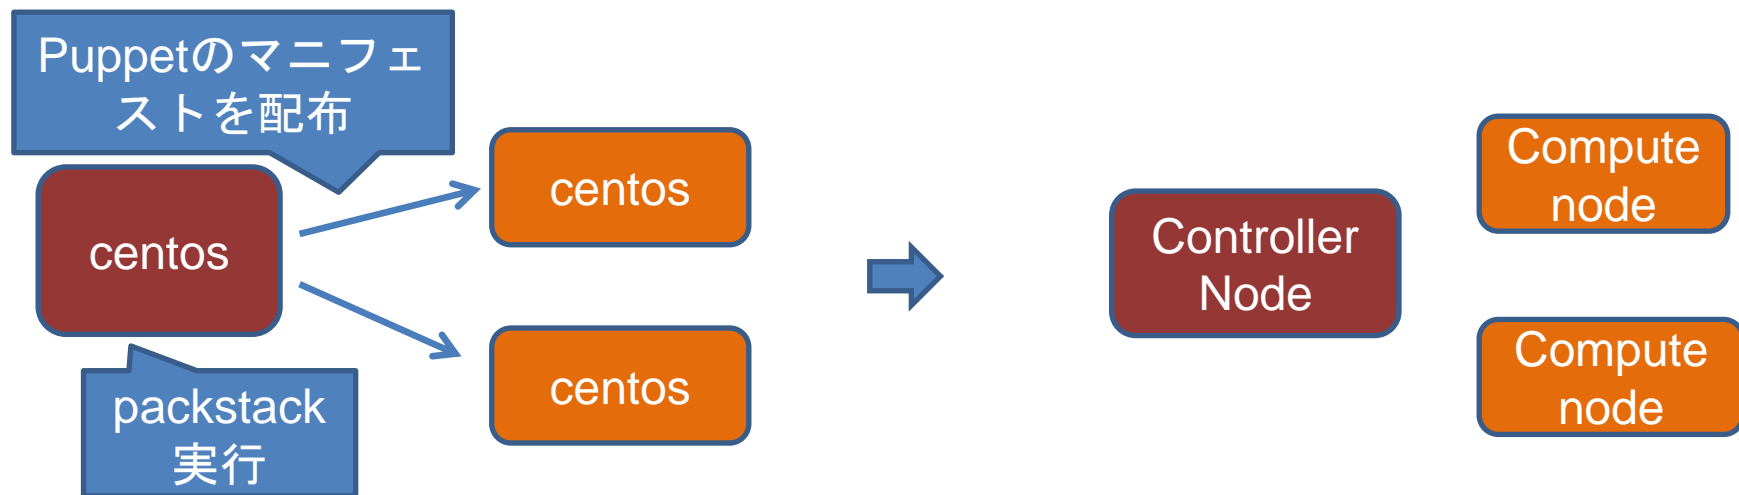 Puppetのマニフェ
ストを配布
centos
centos
centos
packstack
実行
Controller
Node
Compute
node
Compute
node